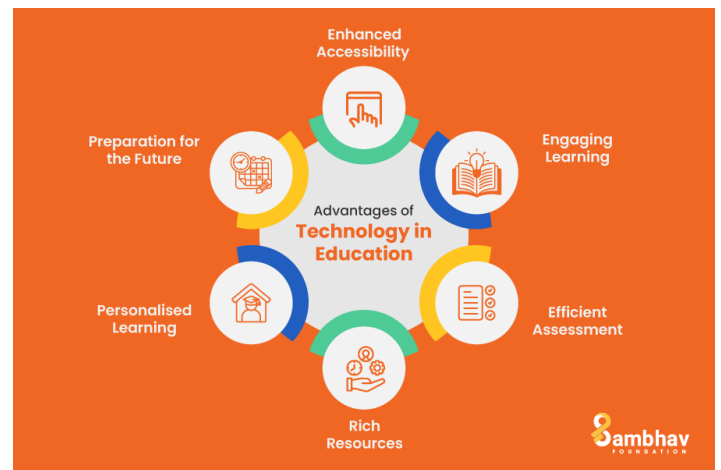 Enhanced
Accessibility
Engaging
Learning
Efficient
Assessment
Rich
Resources
Personalised
Learning
Preparation for
the Future
Advantages of
Technology in
Education
Sambhav
FOUNDATION